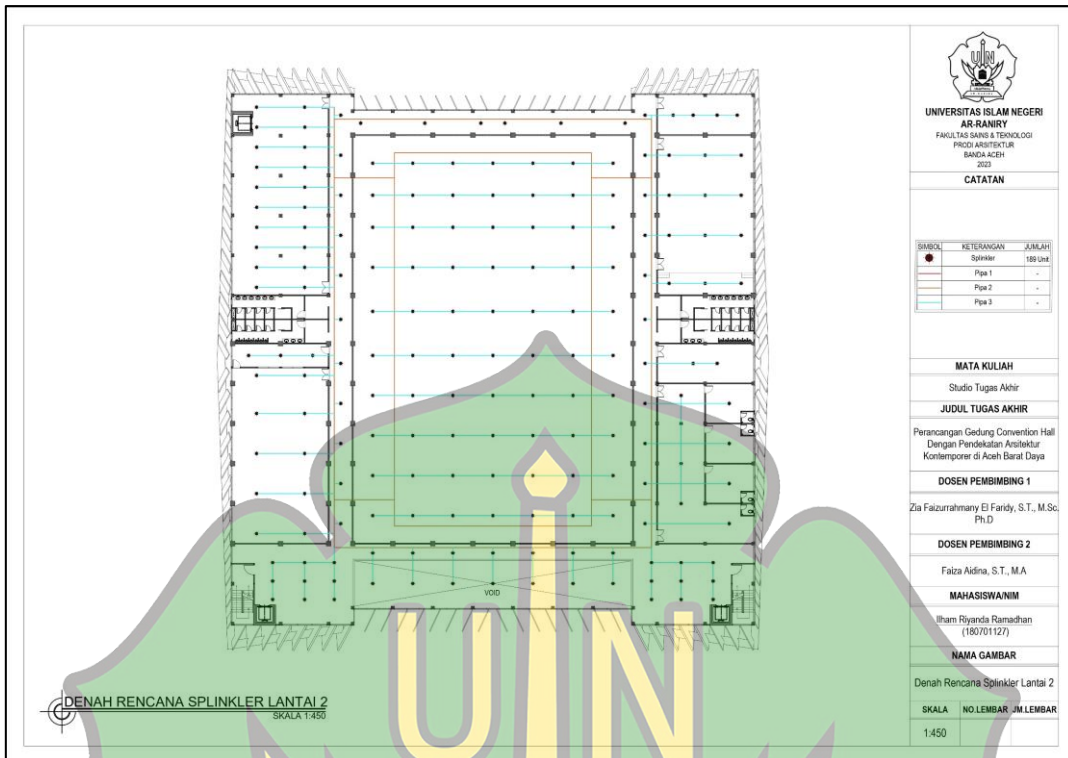 UIN
AR-RANIRY
UNIVERSITAS ISLAM NEGERI
AR-RANIRY
FAKULTAS SAINS & TEKNOLOGI
PRODI ARSITEKTUR
BANDA ACEH
2023
CATATAN
SIMBOL KETERANGAN JUMLAH
Splinkler 189 Unit
Pipa 1 -
Pipa 2 -
Pipa 3 -
MATA KULIAH
Studio Tugas Akhir
JUDUL TUGAS AKHIR
Perancangan Gedung Convention Hall
Dengan Pendekatan Arsitektur
Kontemporer di Aceh Barat Daya
DOSEN PEMBIMBING 1
Zia Faizurrahmany El Faridy, S.T., M.Sc.
Ph.D
DOSEN PEMBIMBING 2
Faiza Aidina, S.T., M.A
MAHASISWA/NIM
Ilham Riyanda Ramadhan
(180701127)
NAMA GAMBAR
Denah Rencana Splinkler Lantai 2
SKALA NO.LEMBAR JM.LEMBAR
1:450
VOID
DENAH RENCANA SPLINKLER LANTAI 2
SKALA 1:450
UIN